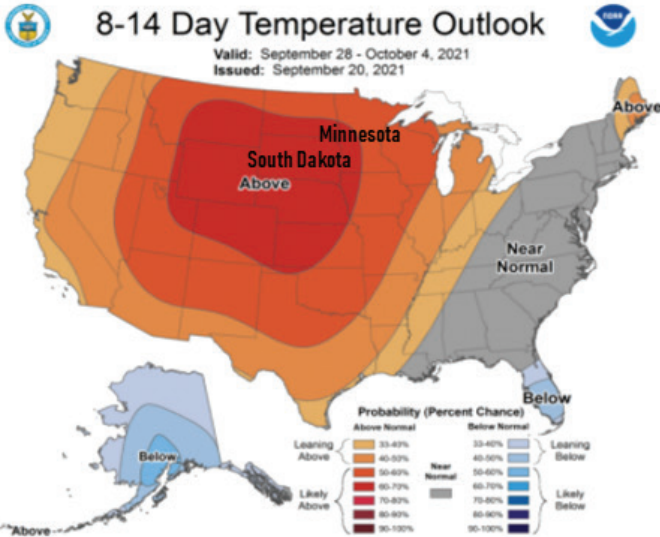 8-14 Day Temperature Outlook
Valid: September 28 - October 4, 2021
Issued: September 20, 2021
NOAA
Above
Minnesota
South Dakota
Above
Near
Normal
Below
Below
Above
Probability (Percent Chance)
Above Normal
Below Normal
Leaning
Above
33-40%
40-50%
50-60%
60-70%
70-80%
80-90%
90-100%
Likely
Above
Near
Normal
33-40%
40-50%
50-60%
60-70%
70-80%
80-90%
90-100%
Leaning
Below
Likely
Below